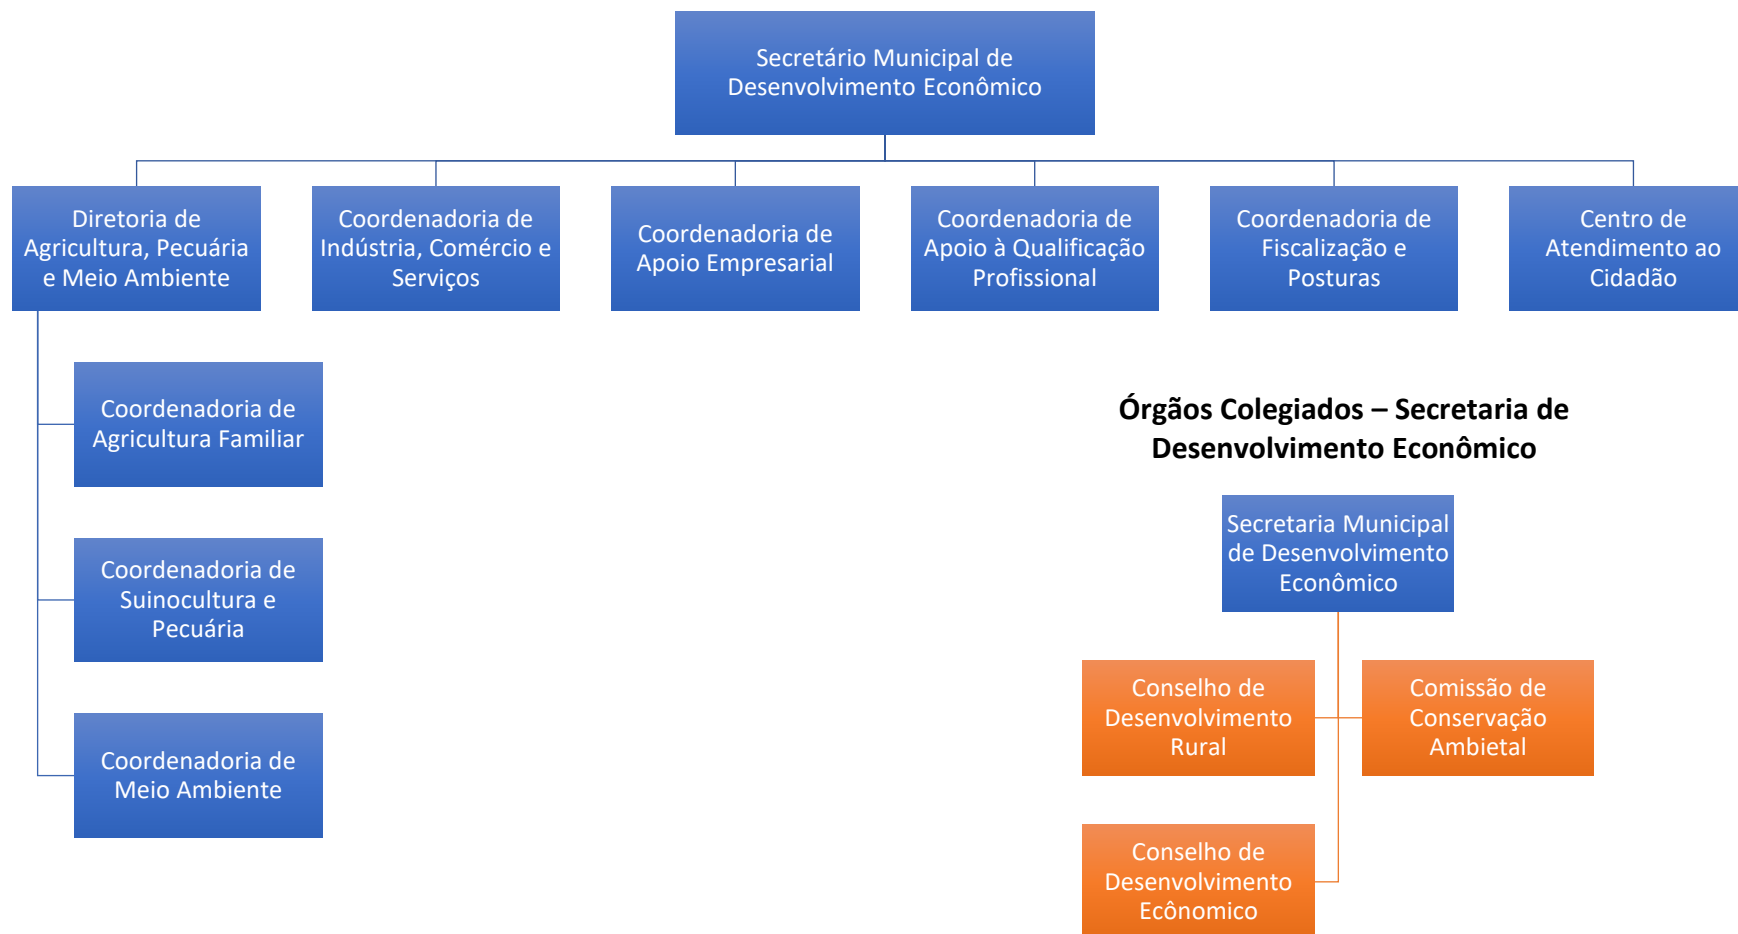 Secretário Municipal de
Desenvolvimento Econômico
Diretoria de
Agricultura, Pecuária
e Meio Ambiente
Coordenadoria de
Indústria, Comércio e
Serviços
Coordenadoria de
Apoio Empresarial
Coordenadoria de
Apoio à Qualificação
Profissional
Coordenadoria de
Fiscalização e
Posturas
Centro de
Atendimento ao
Cidadão
Coordenadoria de
Agricultura Familiar
Coordenadoria de
Suinocultura e
Pecuária
Coordenadoria de
Meio Ambiente
Órgãos Colegiados – Secretaria de
Desenvolvimento Econômico
Secretaria Municipal
de Desenvolvimento
Econômico
Conselho de
Desenvolvimento
Rural
Comissão de
Conservação
Ambietal
Conselho de
Desenvolvimento
Ecônomico